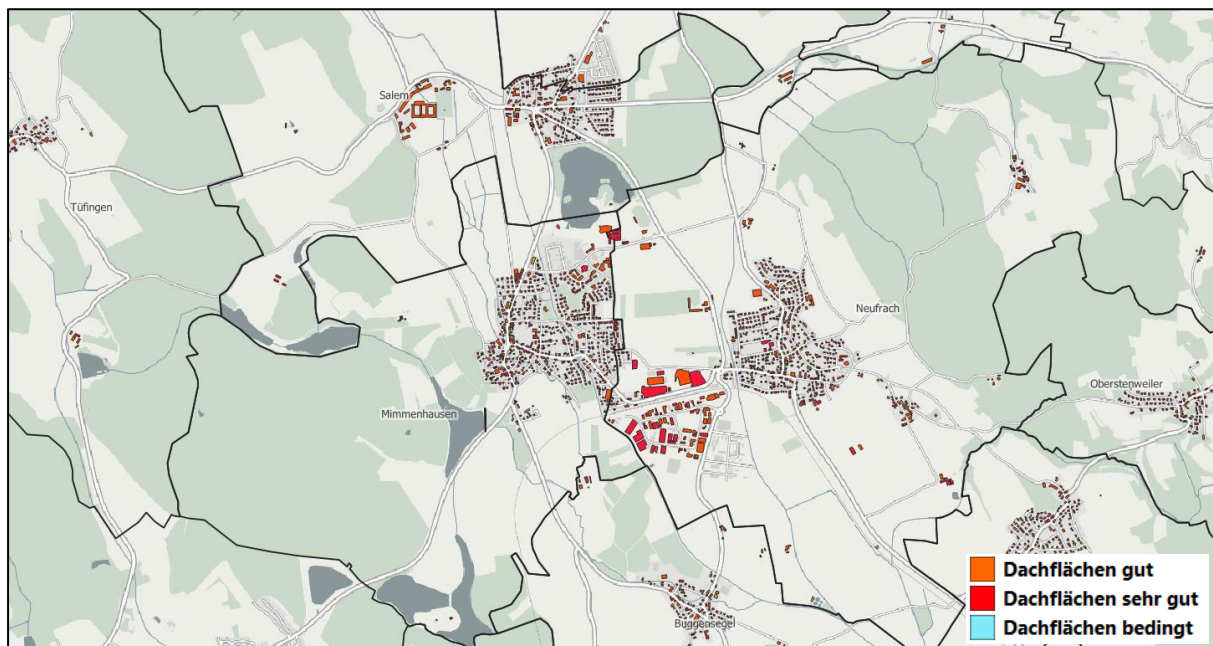 Salem
Tüfingen
Neufrach
Oberstenweiler
Mimmenhausen
Buggensegel
Dachflächen gut
Dachflächen sehr gut
Dachflächen bedingt